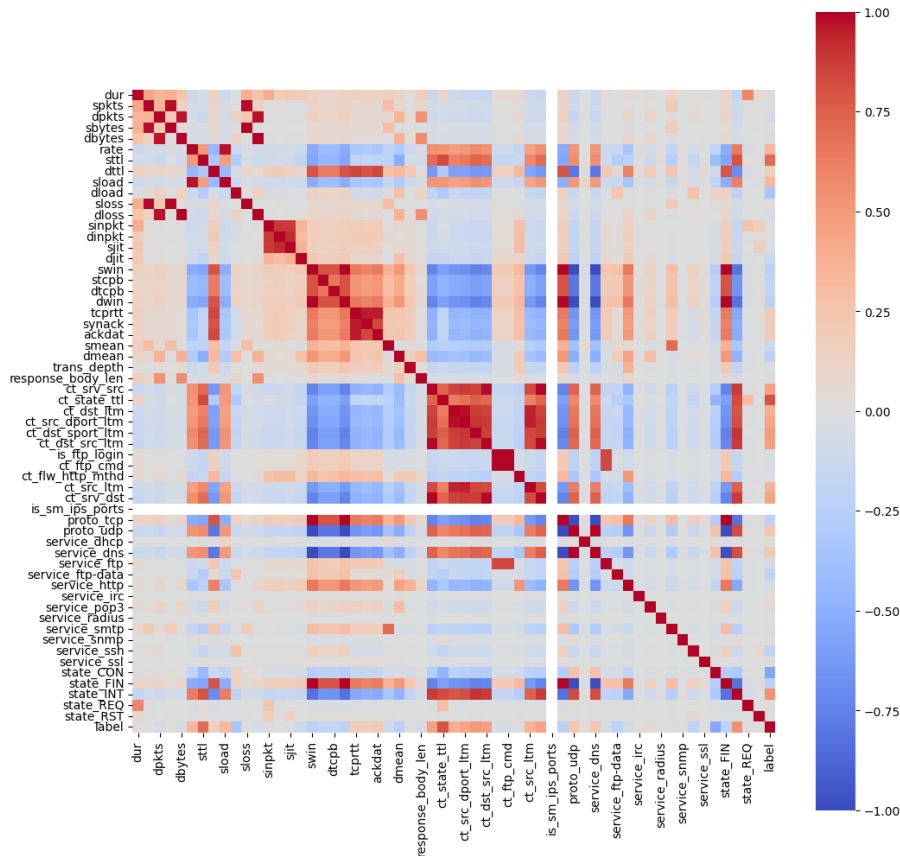 dur
spkts
dpkts
sbytes
dbytes
rate
sttl
dttl
sload
dload
sloss
dloss
sinpkt
dinpkt
sjit
djit
swin
stcpb
dtcpb
dwin
tcprtt
synack
ackdat
smean
dmean
trans_depth
response_body_len
ct_srv_src
ct_state_ttl
ct_dst_ltm
ct_src_dport_ltm
ct_dst_sport_ltm
ct_dst_src_ltm
is_ftp_login
ct_ftp_cmd
ct_flw_http_mthd
ct_src_ltm
ct_srv_dst
is_sm_ips_ports
proto_tcp
proto_udp
service_dhcp
service_dns
service_ftp
service_ftp-data
service_http
service_irc
service_pop3
service_radius
service_smtp
service_snmp
service_ssh
service_ssl
state_CON
state_FIN
state_INT
state_REQ
state_RST
label
dur
dpkts
dbytes
sttl
sload
sloss
sinpkt
sjit
swin
dtcpb
tcprtt
ackdat
dmean
response_body_len
ct_state_ttl
ct_src_dport_ltm
ct_dst_src_ltm
ct_ftp_cmd
ct_src_ltm
is_sm_ips_ports
proto_udp
service_dns
service_ftp-data
service_irc
service_radius
service_snmp
service_ssl
state_FIN
state_REQ
label
1.00
0.75
0.50
0.25
0.00
−0.25
−0.50
−0.75
−1.00